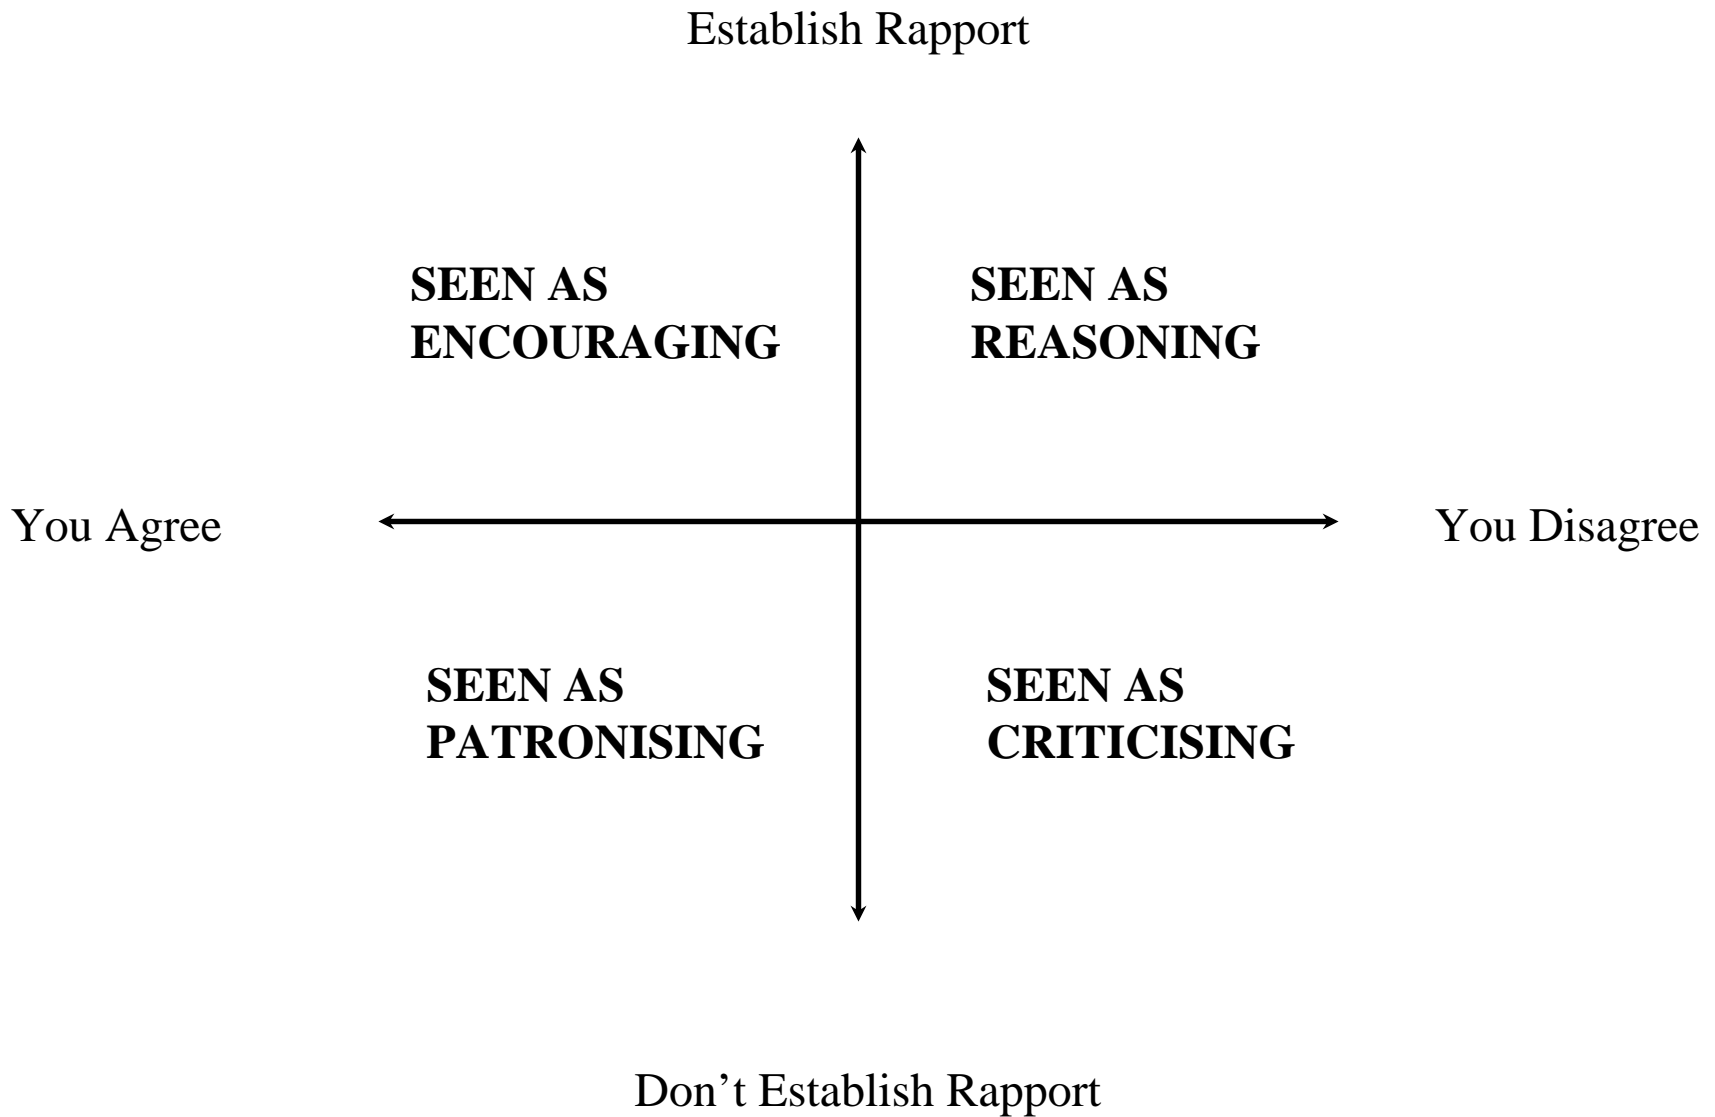 Establish Rapport
SEEN AS
ENCOURAGING
SEEN AS
REASONING
You Agree
You Disagree
SEEN AS
PATRONISING
SEEN AS
CRITICISING
Don’t Establish Rapport